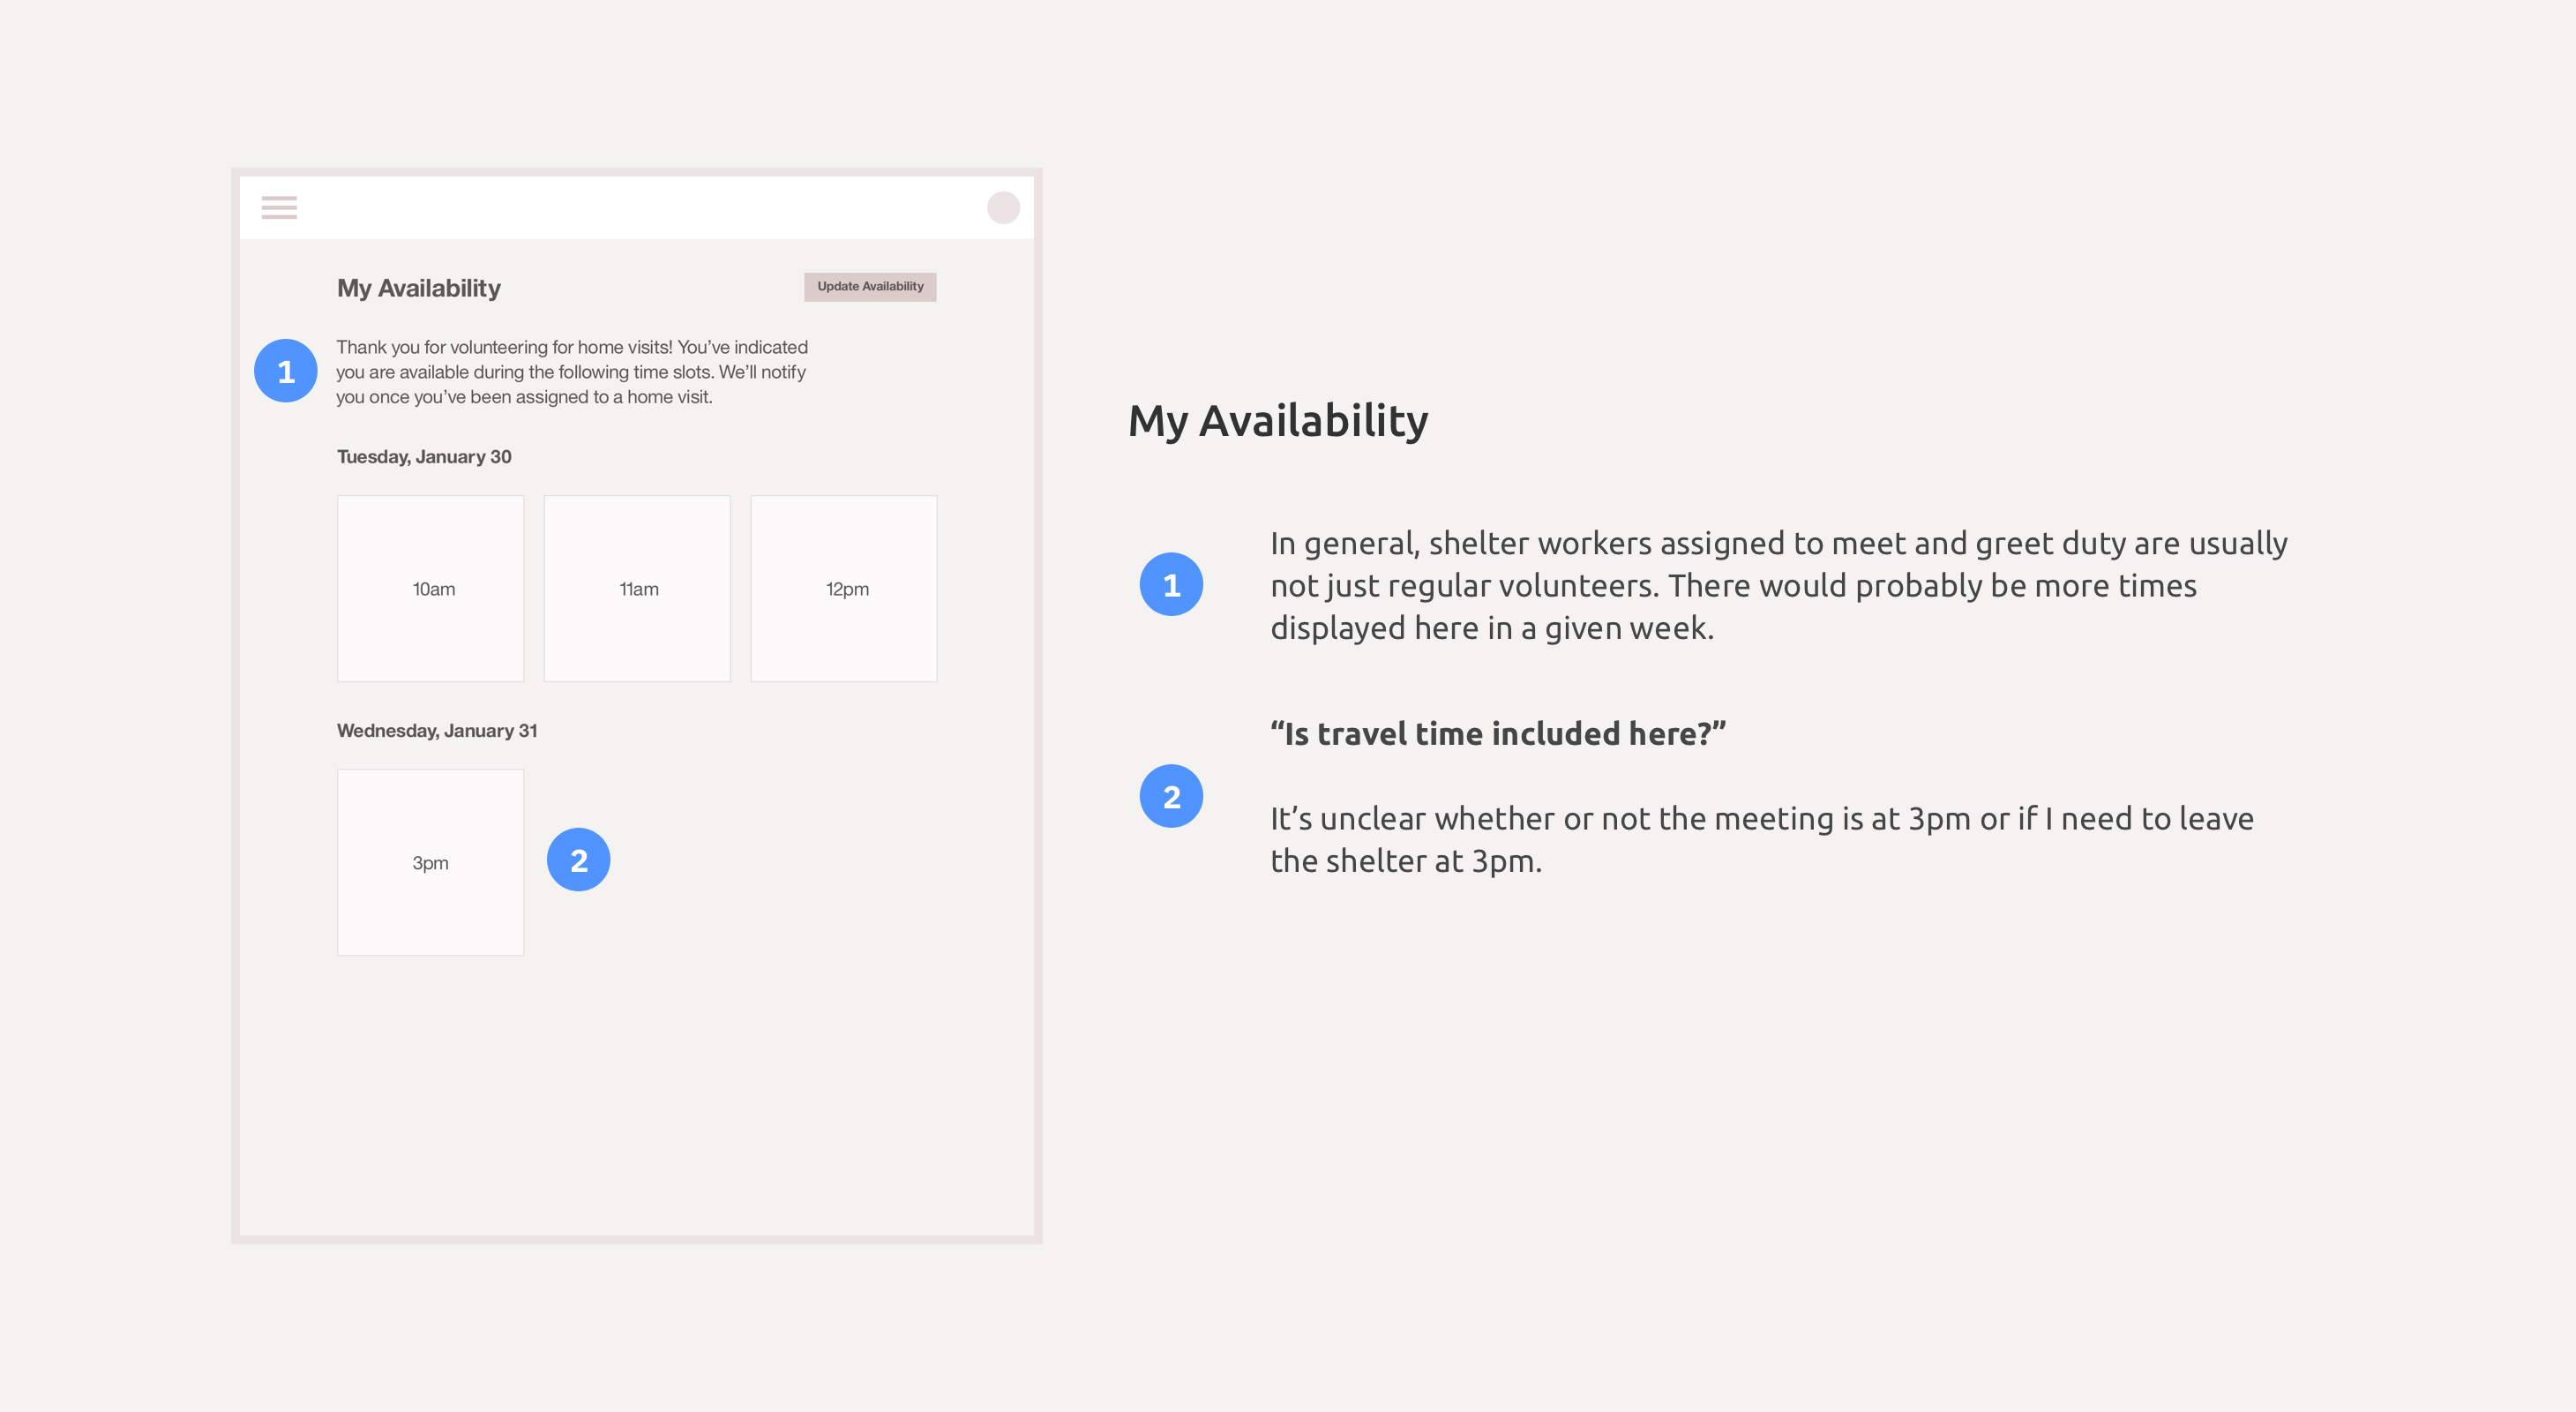 My Availability
Update Availability
1
Thank you for volunteering for home visits! You’ve indicated
you are available during the following time slots. We’ll notify
you once you’ve been assigned to a home visit.
Tuesday, January 30
10am
11am
12pm
Wednesday, January 31
3pm
2
My Availability
1
In general, shelter workers assigned to meet and greet duty are usually
not just regular volunteers. There would probably be more times
displayed here in a given week.
2
“Is travel time included here?”
It’s unclear whether or not the meeting is at 3pm or if I need to leave
the shelter at 3pm.